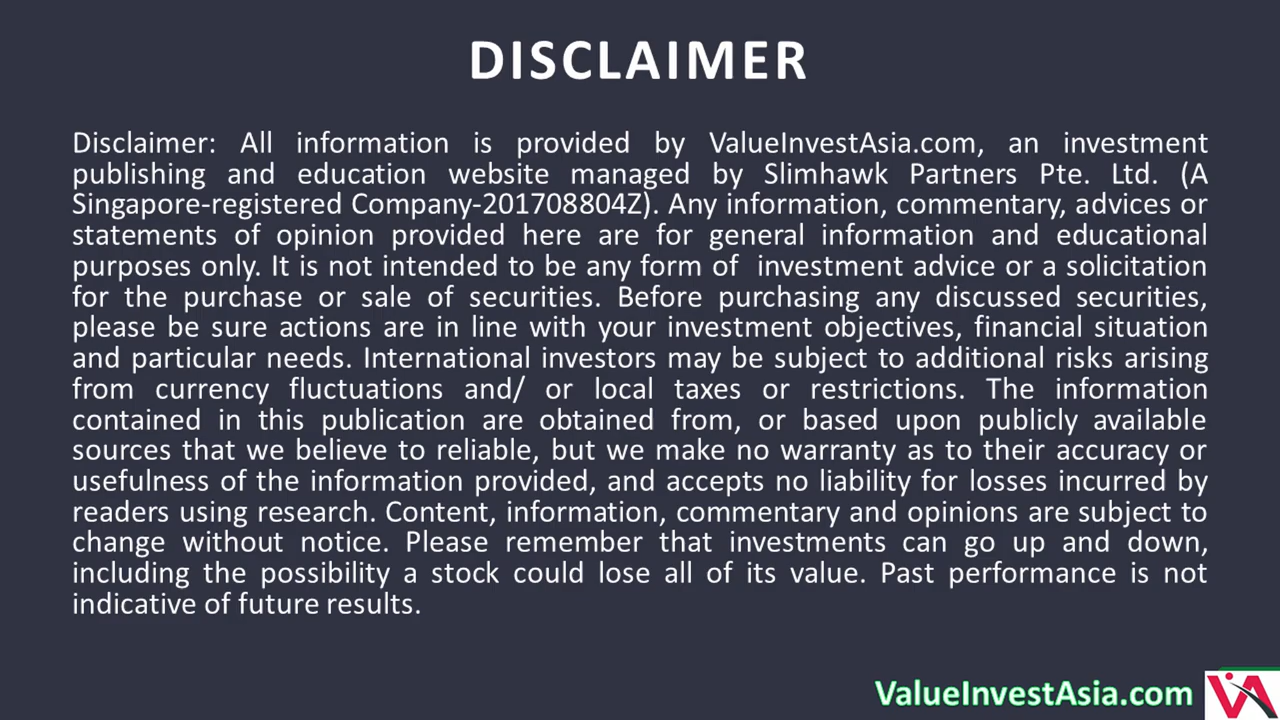 DISCLAIMER
Disclaimer: All information is provided by ValueInvestAsia.com, an investment
publishing and education website managed by Slimhawk Partners Pte. Ltd. (A
Singapore-registered Company-201708804Z). Any information, commentary, advices or
statements of opinion provided here are for general information and educational
purposes only. It is not intended to be any form of  investment advice or a solicitation
for the purchase or sale of securities. Before purchasing any discussed securities,
please be sure actions are in line with your investment objectives, financial situation
and particular needs. International investors may be subject to additional risks arising
from currency fluctuations and/ or local taxes or restrictions. The information
contained in this publication are obtained from, or based upon publicly available
sources that we believe to reliable, but we make no warranty as to their accuracy or
usefulness of the information provided, and accepts no liability for losses incurred by
readers using research. Content, information, commentary and opinions are subject to
change without notice. Please remember that investments can go up and down,
including the possibility a stock could lose all of its value. Past performance is not
indicative of future results.
ValueInvestAsia.com
VIA